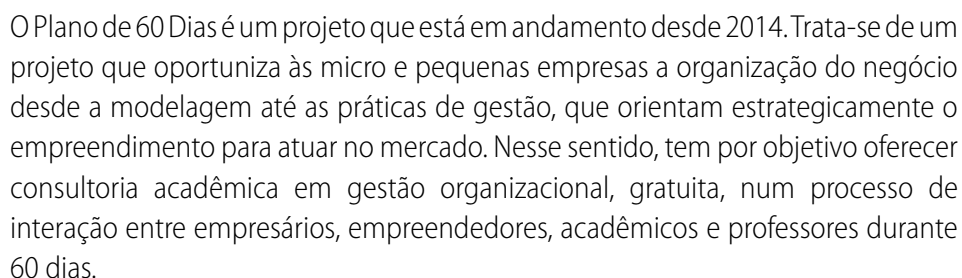 O Plano de 60 Dias é um projeto que está em andamento desde 2014. Trata-se de um
projeto que oportuniza às micro e pequenas empresas a organização do negócio
desde a modelagem até as práticas de gestão, que orientam estrategicamente o
empreendimento para atuar no mercado. Nesse sentido, tem por objetivo oferecer
consultoria acadêmica em gestão organizacional, gratuita, num processo de
interação entre empresários, empreendedores, acadêmicos e professores durante
60 dias.